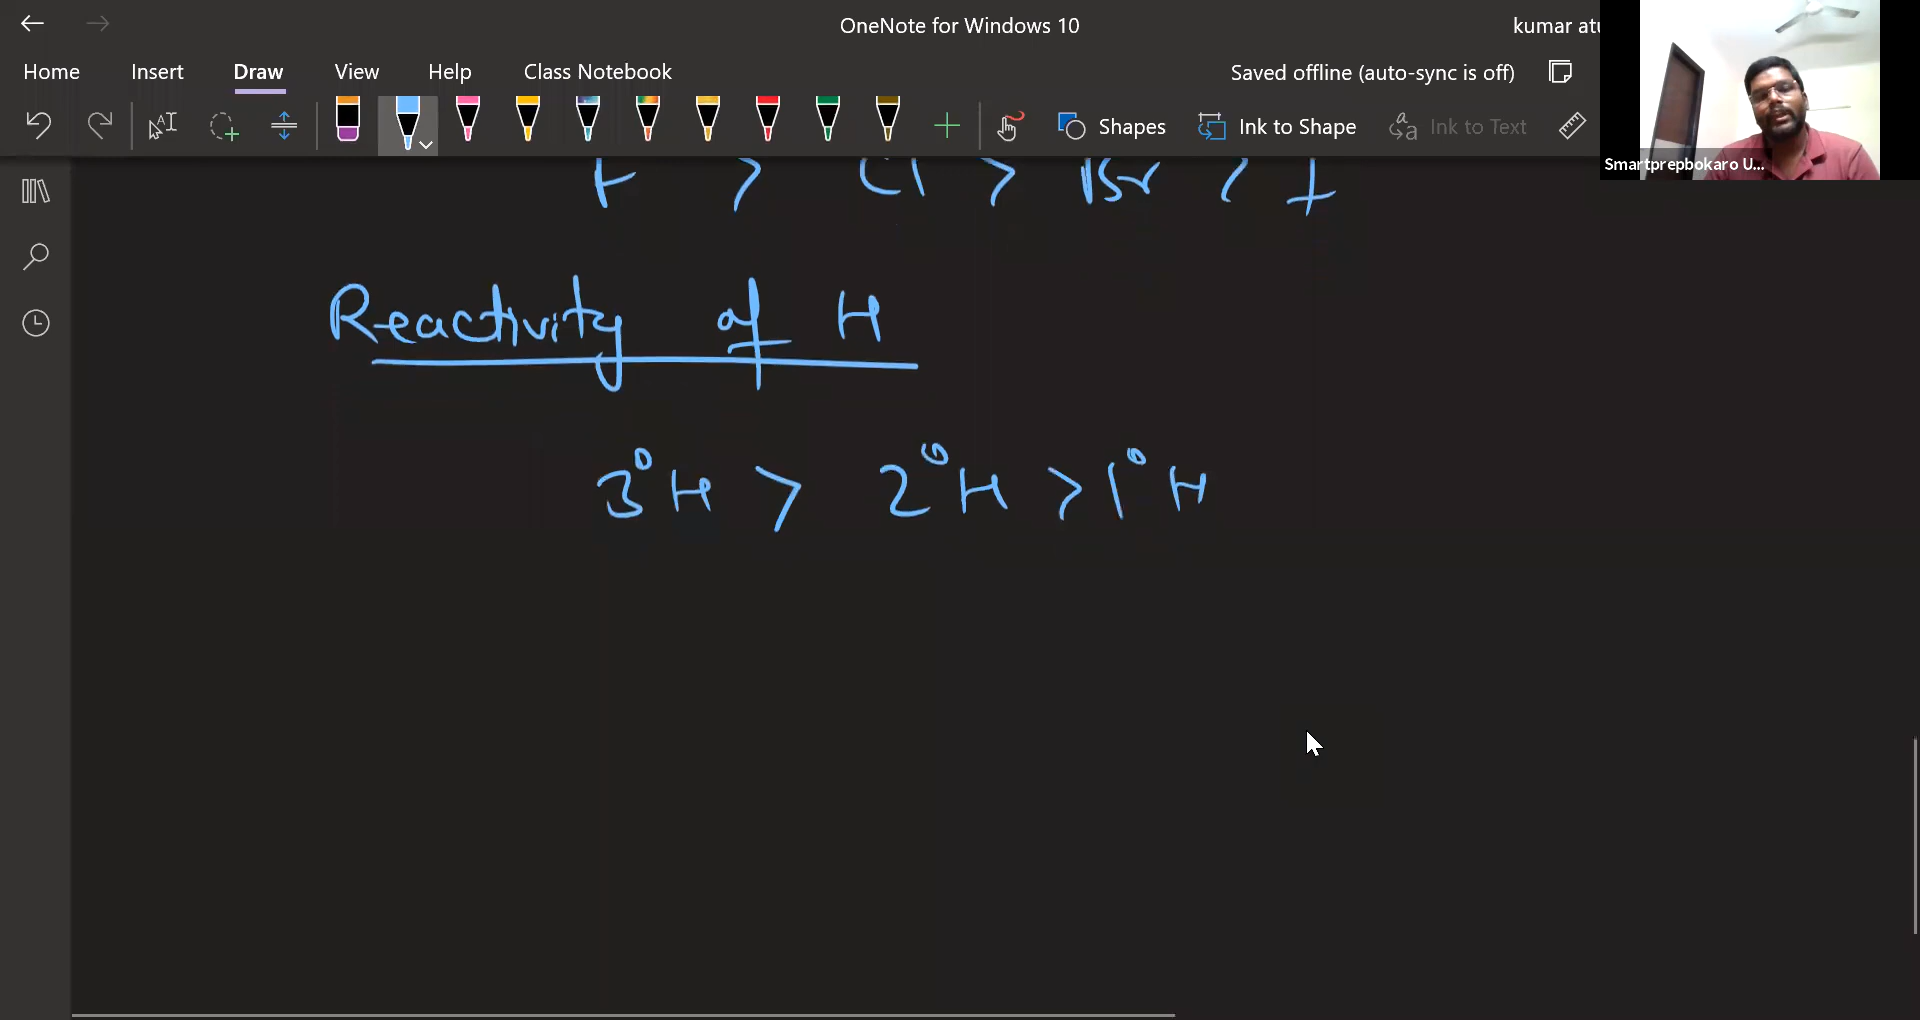 OneNote for Windows 10
kumar atu
Home Insert Draw View Help Class Notebook
Saved offline (auto-sync is off)
Shapes Ink to Shape Ink to Text
Smartprepbokaro U...
F > Cl > Br > I
Reactivity of H
3° H > 2° H > 1° H